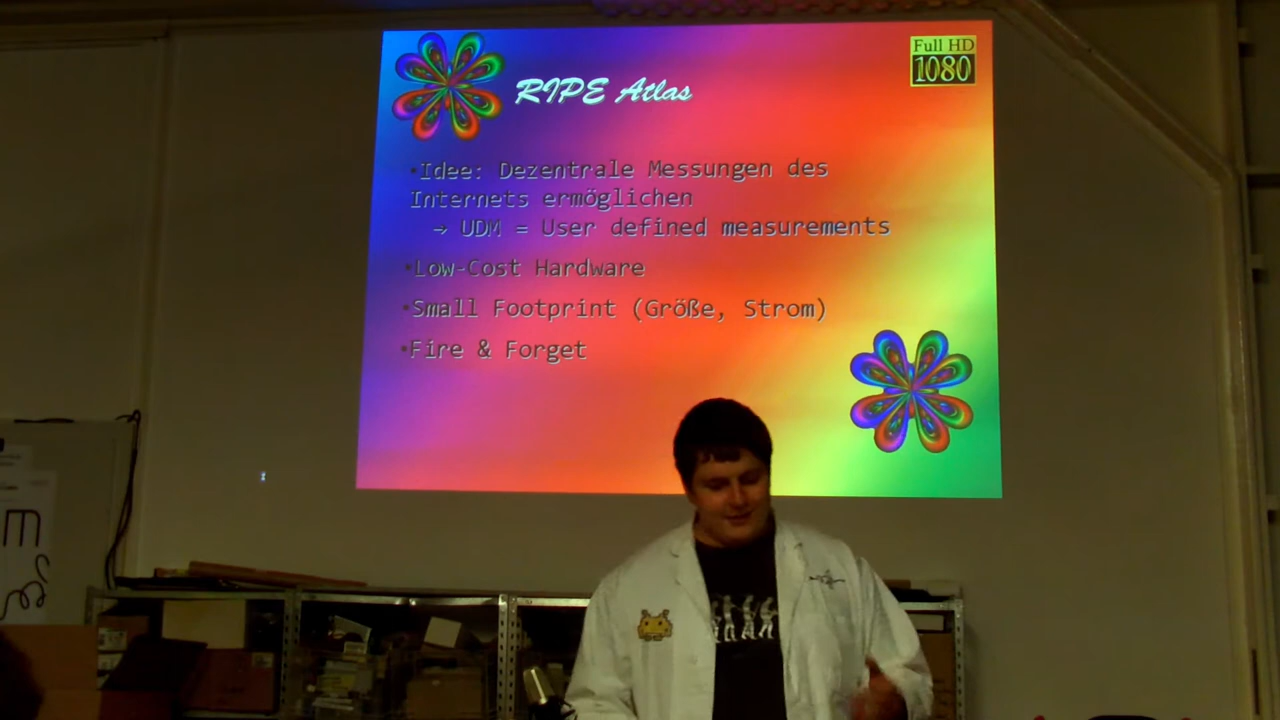 Full HD
1080
RIPE Atlas
•Idee: Dezentrale Messungen des
Internets ermöglichen
→ UDM = User defined measurements
•Low-Cost Hardware
•Small Footprint (Größe, Strom)
•Fire & Forget